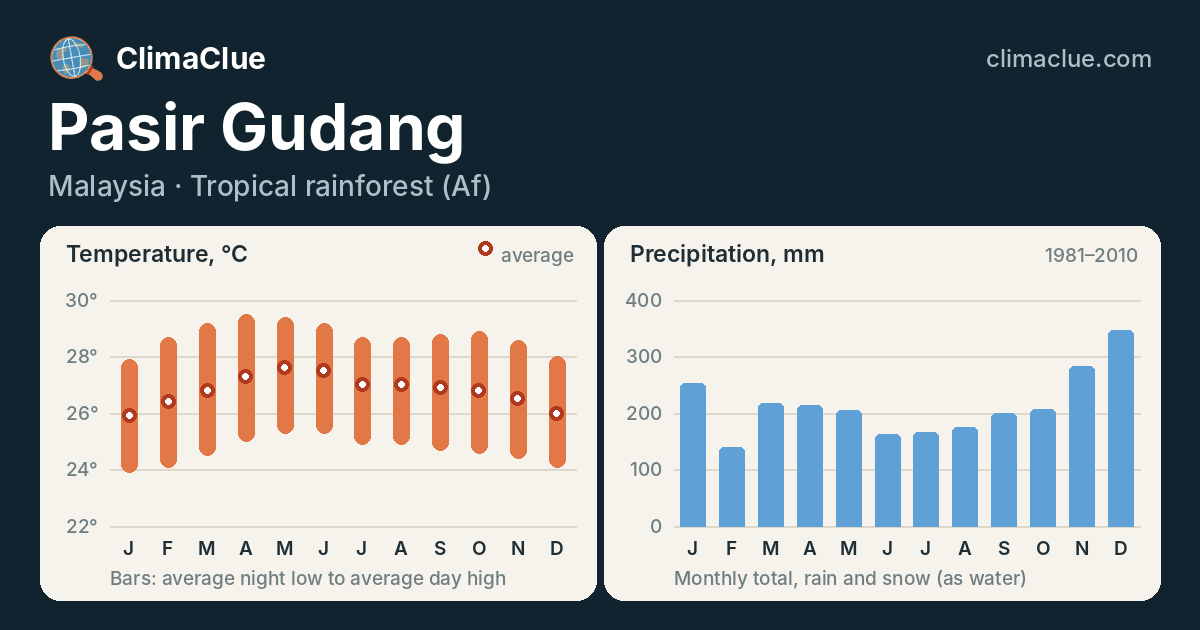 ClimaClue
climaclue.com
Pasir Gudang
Malaysia · Tropical rainforest (Af)
Temperature, °C
average
30°
28°
26°
24°
22°
J F M A M J J A S O N D
Bars: average night low to average day high
Precipitation, mm
1981–2010
400
300
200
100
0
J F M A M J J A S O N D
Monthly total, rain and snow (as water)